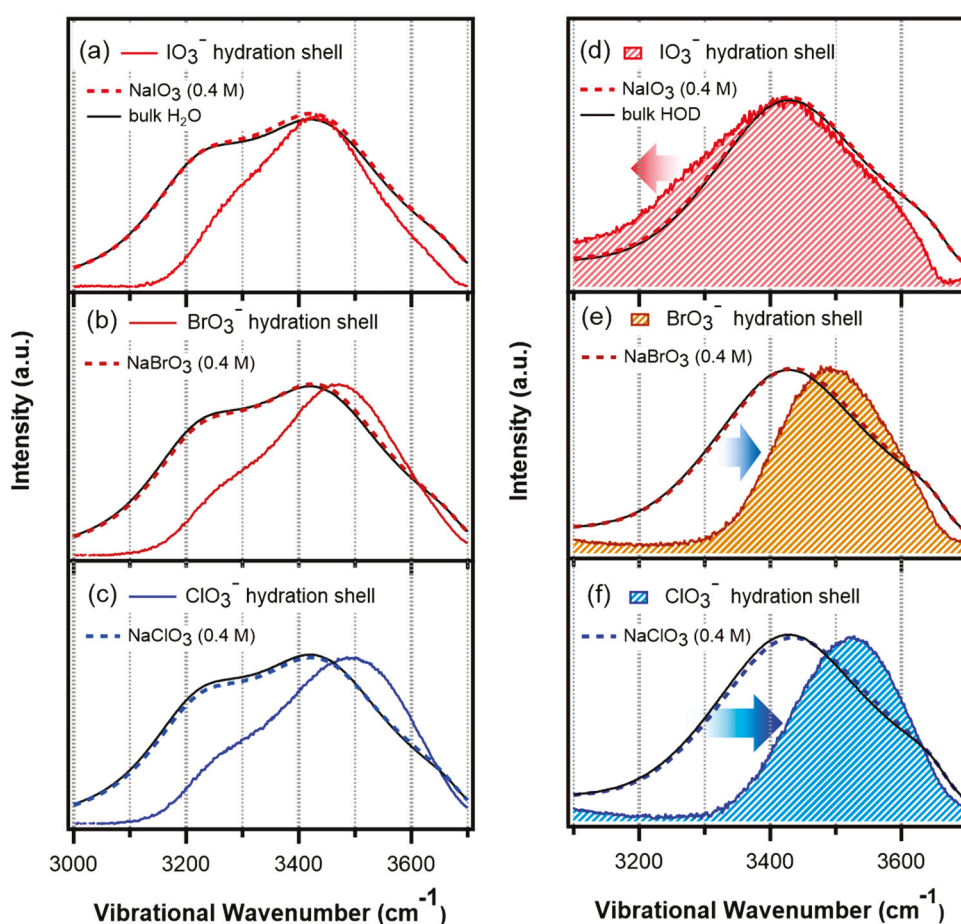 (a) IO₃⁻ hydration shell
NaIO₃ (0.4 M)
bulk H₂O
(b) BrO₃⁻ hydration shell
NaBrO₃ (0.4 M)
(c) ClO₃⁻ hydration shell
NaClO₃ (0.4 M)
Intensity (a.u.)
3000 3200 3400 3600
Vibrational Wavenumber (cm⁻¹)
(d) IO₃⁻ hydration shell
NaIO₃ (0.4 M)
bulk HOD
(e) BrO₃⁻ hydration shell
NaBrO₃ (0.4 M)
(f) ClO₃⁻ hydration shell
NaClO₃ (0.4 M)
Intensity (a.u.)
3200 3400 3600
Vibrational Wavenumber (cm⁻¹)